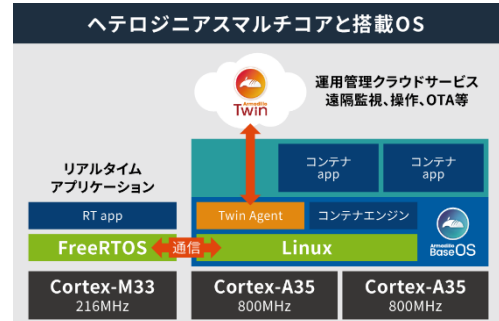 ヘテロジニアスマルチコアと搭載OS
Armadillo
Twin
運用管理クラウドサービス
遠隔監視、操作、OTA等
リアルタイム
アプリケーション
コンテナ
app
コンテナ
app
RT app
Twin Agent
コンテナエンジン
Armadillo
Base OS
FreeRTOS
通信
Linux
Cortex-M33
216MHz
Cortex-A35
800MHz
Cortex-A35
800MHz